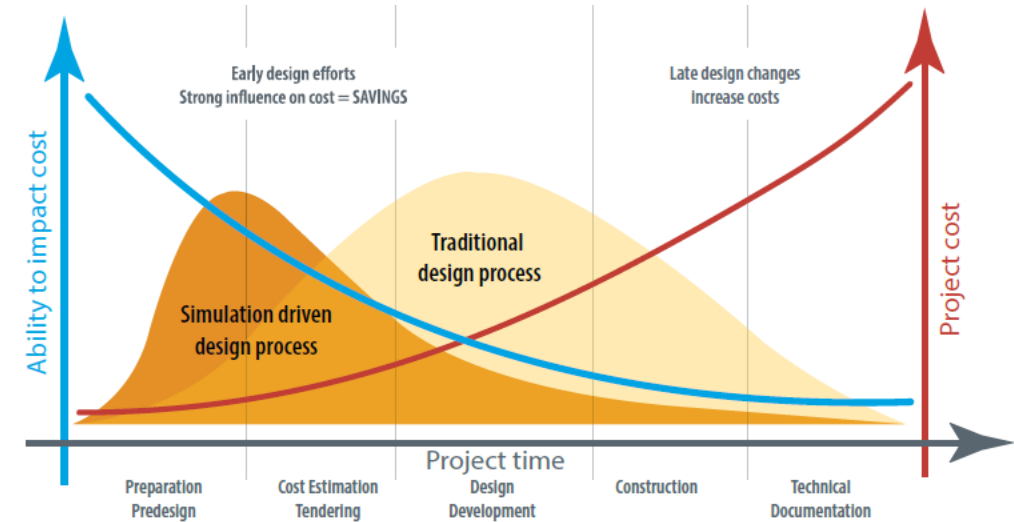 Early design efforts
Strong influence on cost = SAVINGS
Late design changes
increase costs
Ability to impact cost
Traditional
design process
Simulation driven
design process
Project cost
Project time
Preparation
Predesign
Cost Estimation
Tendering
Design
Development
Construction
Technical
Documentation